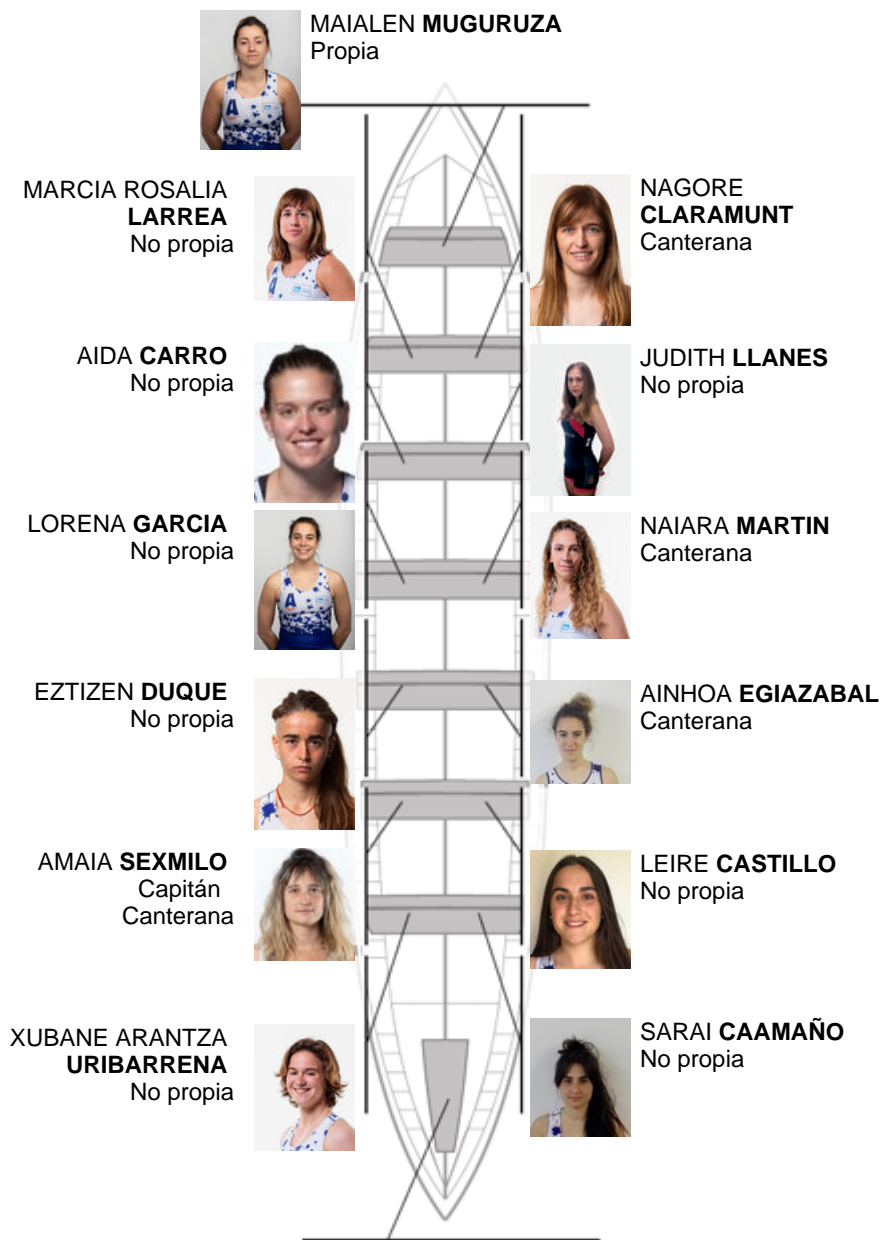 MAIALEN MUGURUZA
Propia
MARCIA ROSALIA
LARREA
No propia
NAGORE
CLARAMUNT
Canterana
AIDA CARRO
No propia
JUDITH LLANES
No propia
LORENA GARCIA
No propia
NAIARA MARTIN
Canterana
EZTIZEN DUQUE
No propia
AINHOA EGIAZABAL
Canterana
AMAIA SEXMILO
Capitán
Canterana
LEIRE CASTILLO
No propia
XUBANE ARANTZA
URIBARRENA
No propia
SARAI CAAMAÑO
No propia